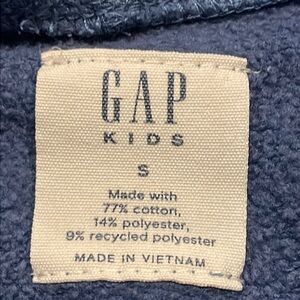 GAP
KIDS
S
Made with
77% cotton,
14% polyester,
9% recycled polyester
MADE IN VIETNAM